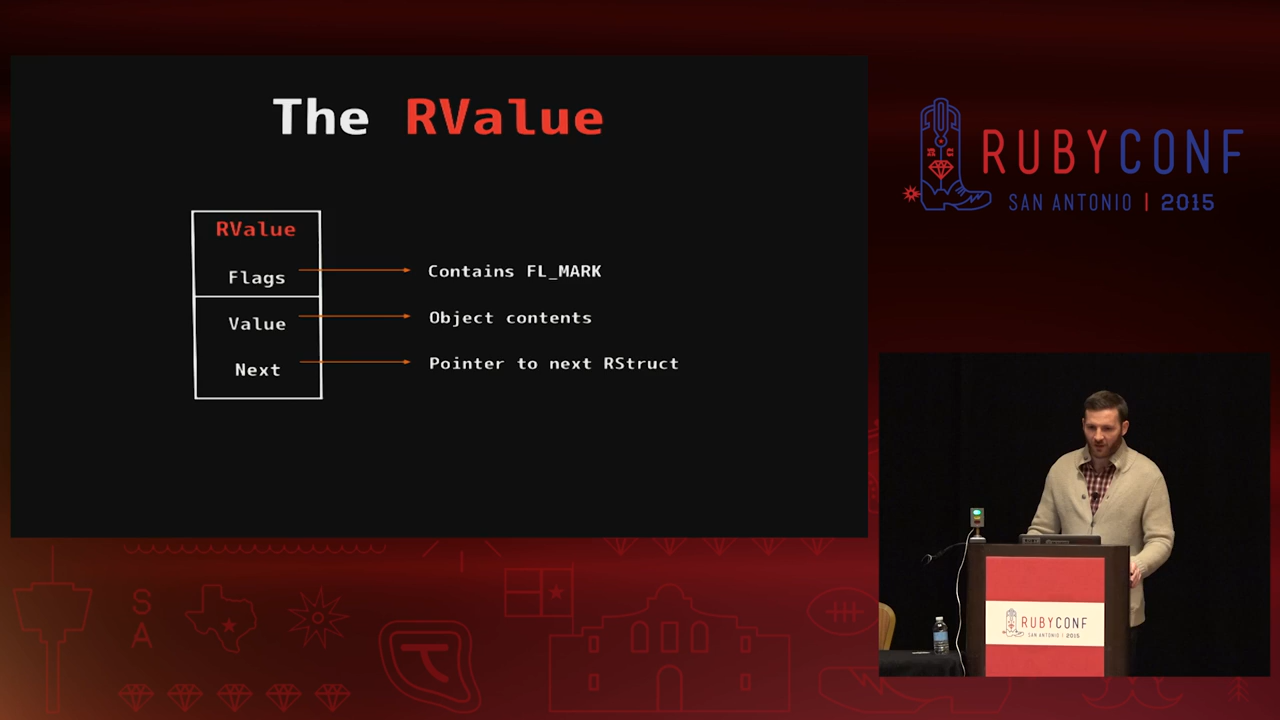 The RValue
RValue
Flags
Contains FL_MARK
Value
Object contents
Next
Pointer to next RStruct
RUBYCONF
SAN ANTONIO | 2015
RUBYCONF
SAN ANTONIO | 2015
S
A